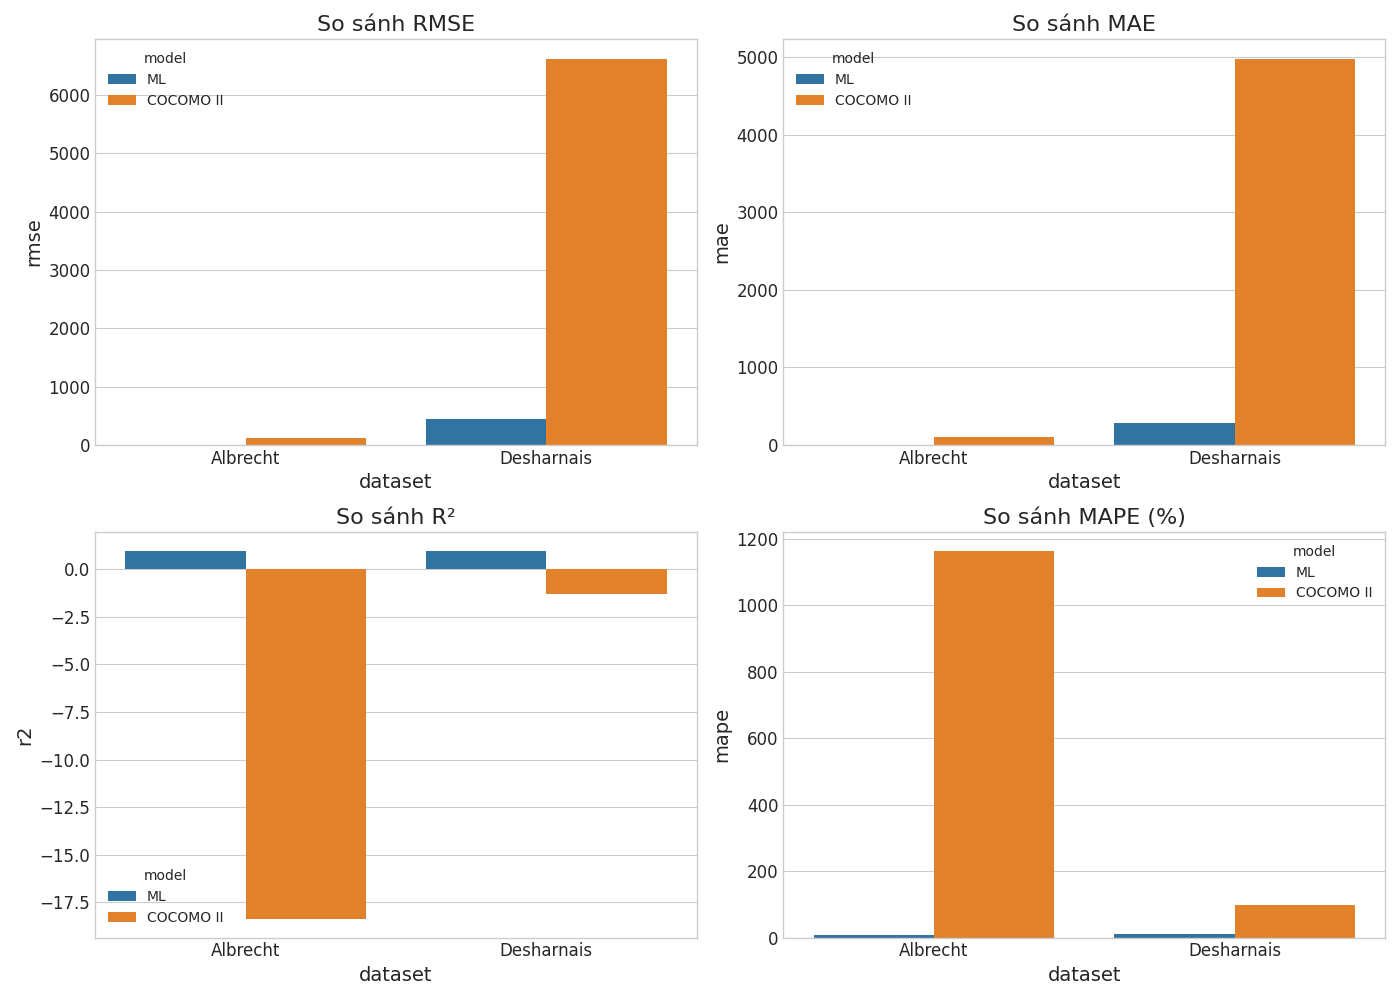 So sánh RMSE
model
ML
COCOMO II
rmse
6000
5000
4000
3000
2000
1000
0
Albrecht
Desharnais
dataset
So sánh MAE
model
ML
COCOMO II
mae
5000
4000
3000
2000
1000
0
Albrecht
Desharnais
dataset
So sánh R²
r2
0.0
−2.5
−5.0
−7.5
−10.0
−12.5
−15.0
−17.5
model
ML
COCOMO II
Albrecht
Desharnais
dataset
So sánh MAPE (%)
model
ML
COCOMO II
mape
1200
1000
800
600
400
200
0
Albrecht
Desharnais
dataset